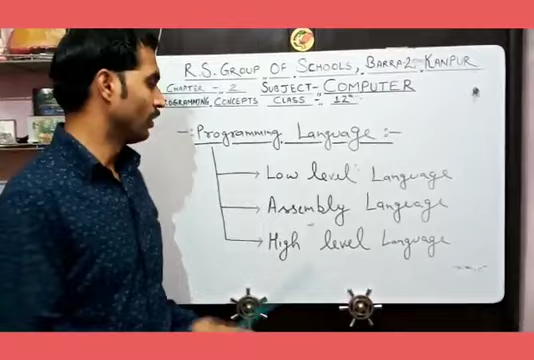 R.S. GROUP OF SCHOOLS, BARRA-2 KANPUR
CHAPTER - 2 SUBJECT- COMPUTER
PROGRAMMING CONCEPTS CLASS - 12th
-: Programming Language :-
Low level Language
Assembly Language
High level Language